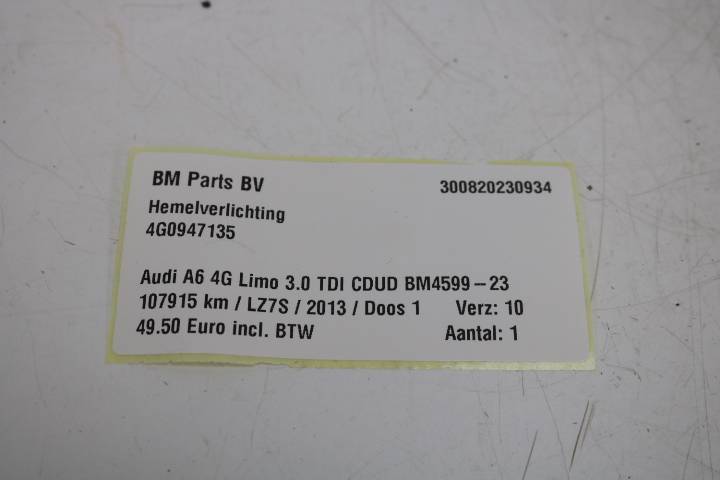 BM Parts BV 300820230934
Hemelverlichting
4G0947135
Audi A6 4G Limo 3.0 TDI CDUD BM4599-23
107915 km / LZ7S / 2013 / Doos 1 Verz: 10
49.50 Euro incl. BTW Aantal: 1